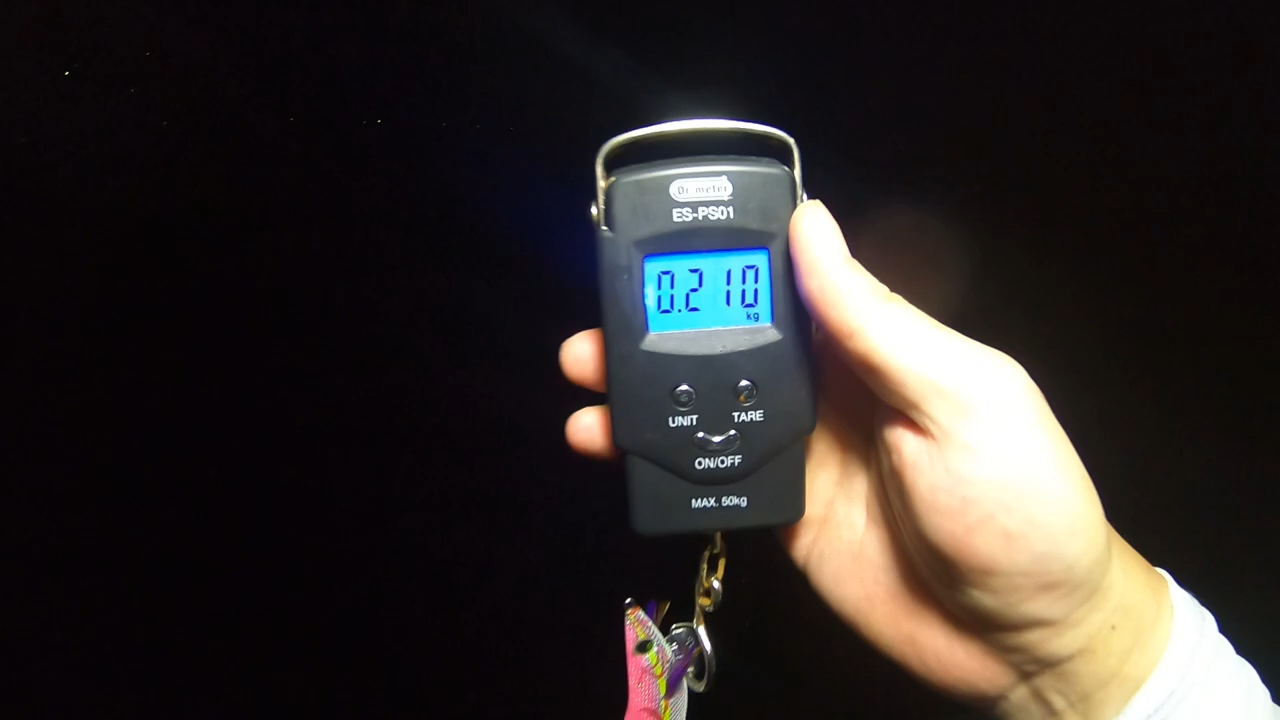 Dr.meter
ES-PS01
0.210
kg
UNIT TARE
ON/OFF
MAX. 50kg